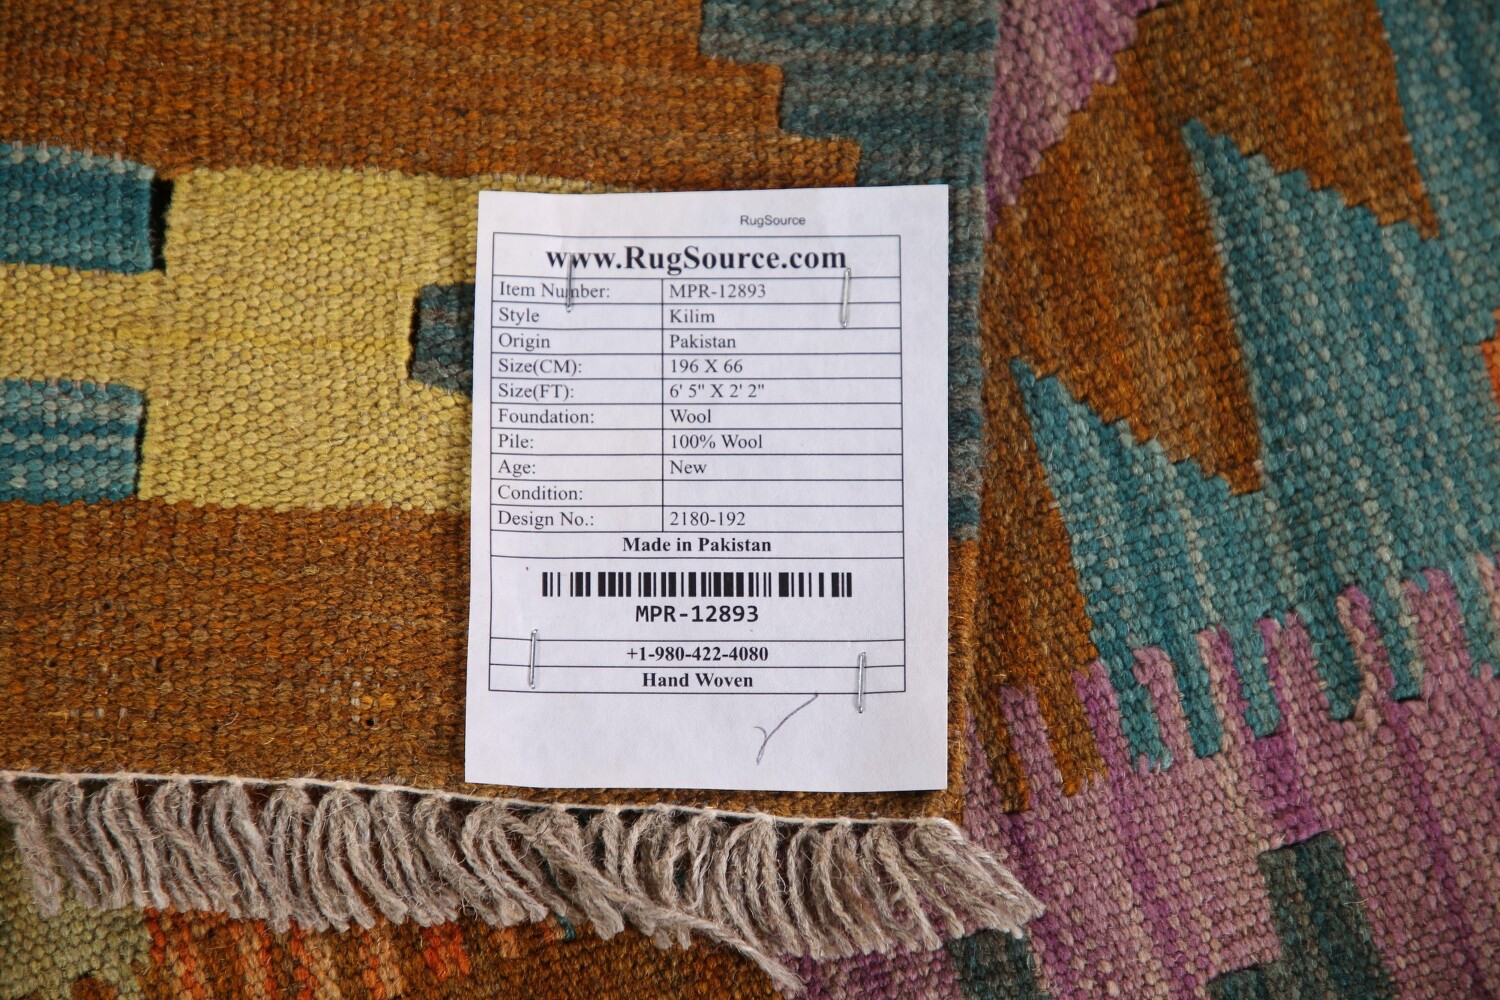 RugSource
www.RugSource.com
Item Number: MPR-12893
Style Kilim
Origin Pakistan
Size(CM): 196 X 66
Size(FT): 6' 5" X 2' 2"
Foundation: Wool
Pile: 100% Wool
Age: New
Condition:
Design No.: 2180-192
Made in Pakistan
MPR-12893
+1-980-422-4080
Hand Woven